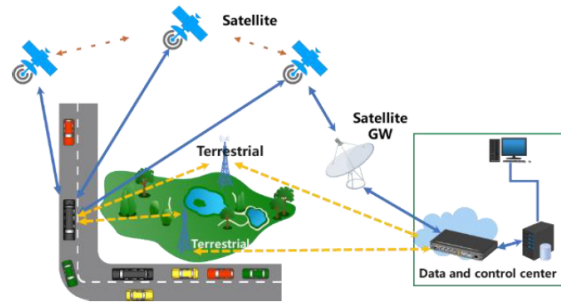 Satellite
Satellite
GW
Terrestrial
Terrestrial
Data and control center